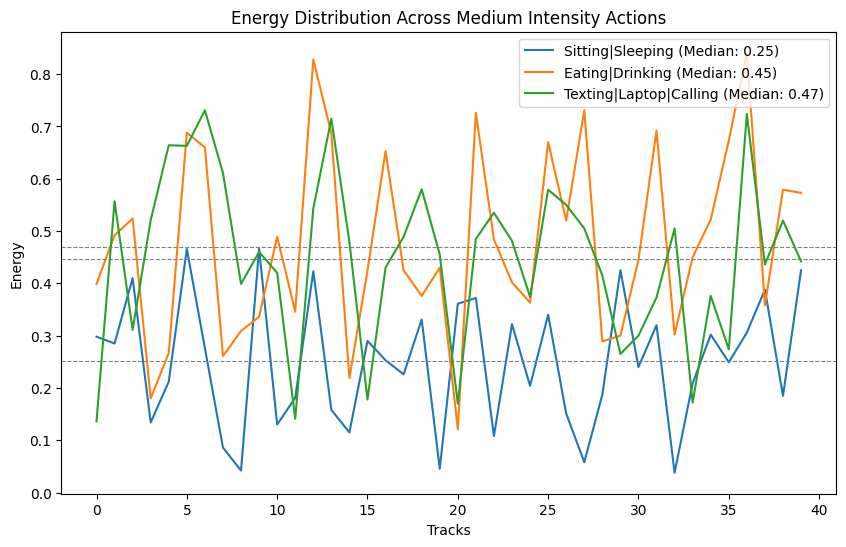 Energy Distribution Across Medium Intensity Actions
Sitting|Sleeping (Median: 0.25)
Eating|Drinking (Median: 0.45)
Texting|Laptop|Calling (Median: 0.47)
Energy
0.8
0.7
0.6
0.5
0.4
0.3
0.2
0.1
0.0
0 5 10 15 20 25 30 35 40
Tracks